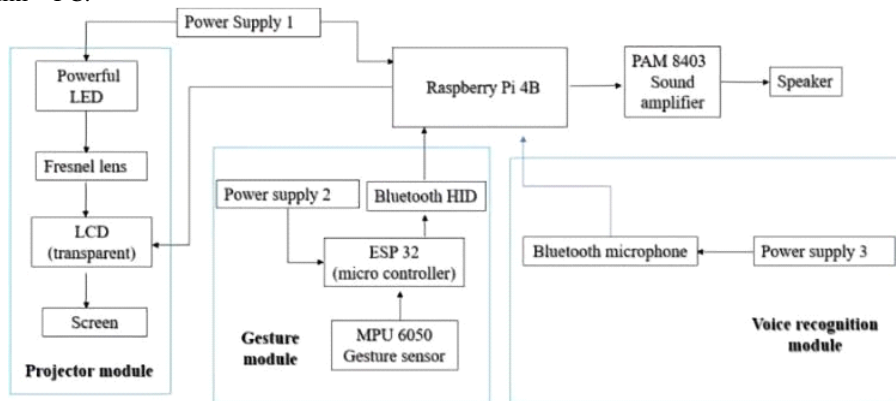 Power Supply 1
Powerful
LED
Fresnel lens
LCD
(transparent)
Screen
Projector module
Raspberry Pi 4B
PAM 8403
Sound
amplifier
Speaker
Power supply 2
Bluetooth HID
ESP 32
(micro controller)
MPU 6050
Gesture sensor
Gesture
module
Bluetooth microphone
Power supply 3
Voice recognition
module